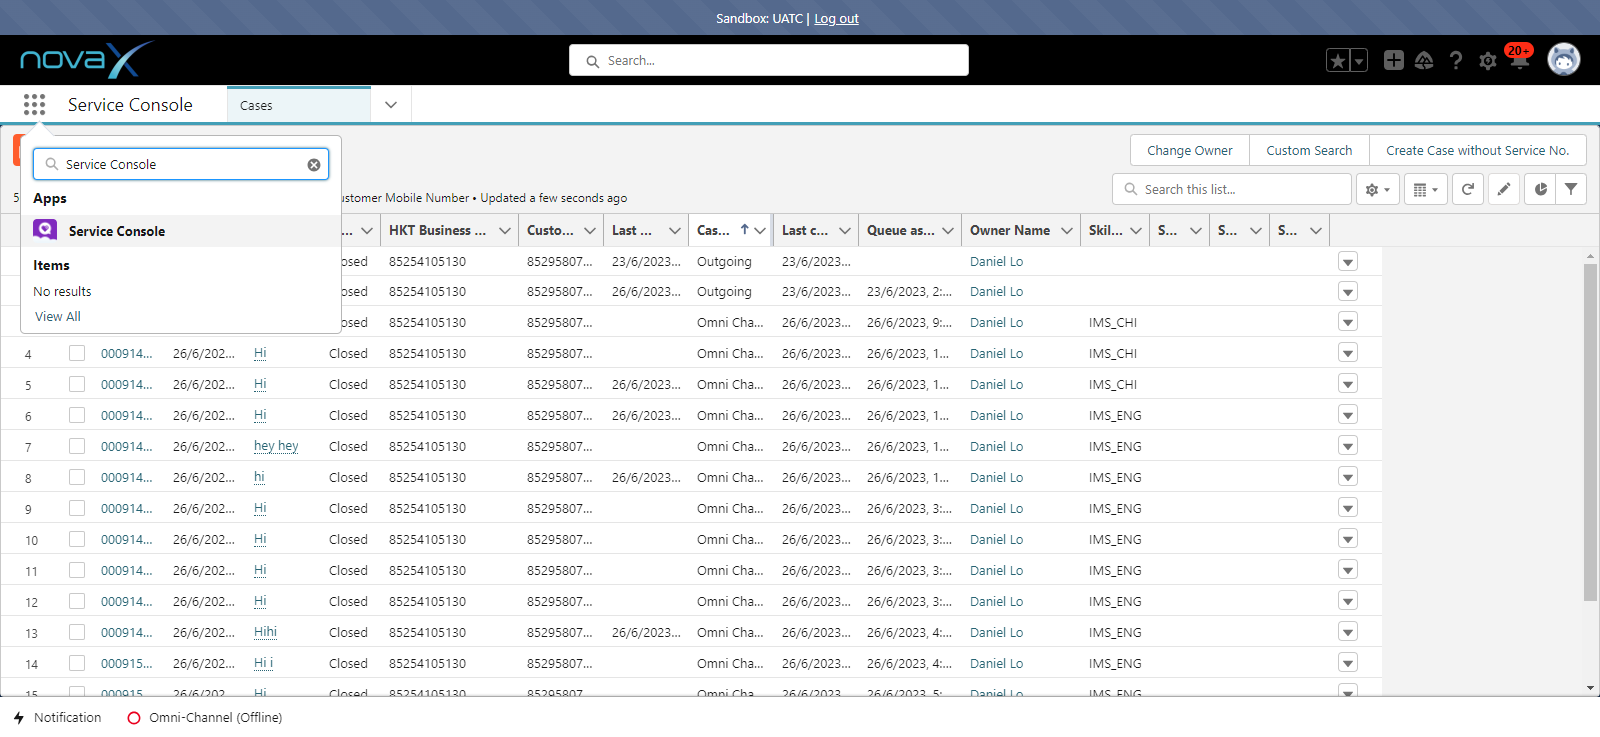 Sandbox: UATC | Log out
novaX
Search...
20+
Service Console
Cases
Service Console
Apps
Service Console
Items
No results
View All
Change Owner
Custom Search
Create Case without Service No.
5
ustomer Mobile Number • Updated a few seconds ago
Search this list...
... HKT Business ... Custo... Last ... Cas... Last c... Queue as... Owner Name Skil... S... S... S...
osed 85254105130 85295807... 23/6/2023... Outgoing 23/6/2023... Daniel Lo
osed 85254105130 85295807... 26/6/2023... Outgoing 23/6/2023... 23/6/2023, 2:... Daniel Lo
osed 85254105130 85295807... Omni Cha... 26/6/2023... 26/6/2023, 9:... Daniel Lo IMS_CHI
4 000914... 26/6/202... Hi Closed 85254105130 85295807... Omni Cha... 26/6/2023... 26/6/2023, 1... Daniel Lo IMS_CHI
5 000914... 26/6/202... Hi Closed 85254105130 85295807... 26/6/2023... Omni Cha... 26/6/2023... 26/6/2023, 1... Daniel Lo IMS_CHI
6 000914... 26/6/202... Hi Closed 85254105130 85295807... 26/6/2023... Omni Cha... 26/6/2023... 26/6/2023, 1... Daniel Lo IMS_ENG
7 000914... 26/6/202... hey hey Closed 85254105130 85295807... Omni Cha... 26/6/2023... 26/6/2023, 1... Daniel Lo IMS_ENG
8 000914... 26/6/202... hi Closed 85254105130 85295807... 26/6/2023... Omni Cha... 26/6/2023... 26/6/2023, 1... Daniel Lo IMS_ENG
9 000914... 26/6/202... Hi Closed 85254105130 85295807... Omni Cha... 26/6/2023... 26/6/2023, 3:... Daniel Lo IMS_ENG
10 000914... 26/6/202... Hi Closed 85254105130 85295807... Omni Cha... 26/6/2023... 26/6/2023, 3:... Daniel Lo IMS_ENG
11 000914... 26/6/202... Hi Closed 85254105130 85295807... Omni Cha... 26/6/2023... 26/6/2023, 3:... Daniel Lo IMS_ENG
12 000914... 26/6/202... Hi Closed 85254105130 85295807... Omni Cha... 26/6/2023... 26/6/2023, 3:... Daniel Lo IMS_ENG
13 000914... 26/6/202... Hihi Closed 85254105130 85295807... 26/6/2023... Omni Cha... 26/6/2023... 26/6/2023, 4:... Daniel Lo IMS_ENG
14 000915... 26/6/202... Hi i Closed 85254105130 85295807... Omni Cha... 26/6/2023... 26/6/2023, 4:... Daniel Lo IMS_ENG
15 000915... 26/6/202... Hi Closed 85254105130 85295807... Omni Cha... 26/6/2023... 26/6/2023, 5:... Daniel Lo IMS_ENG
Notification
Omni-Channel (Offline)